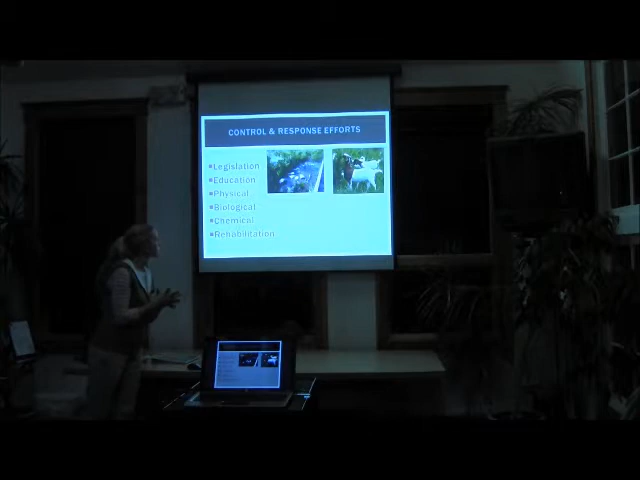 CONTROL & RESPONSE EFFORTS
▪Legislation
▪Education
▪Physical
▪Biological
▪Chemical
▪Rehabilitation